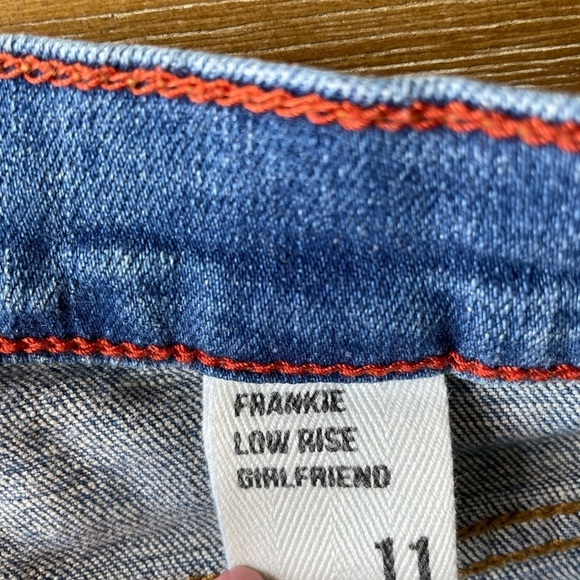 FRANKIE
LOW RISE
GIRLFRIEND
11